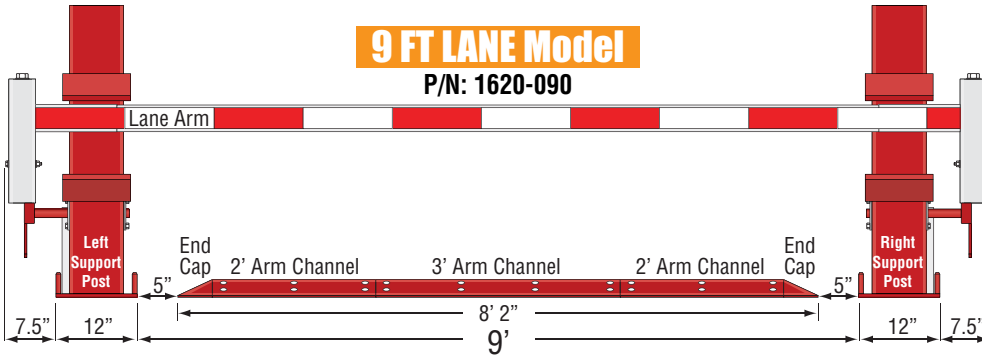 9 FT LANE Model
P/N: 1620-090
Lane Arm
Left
Support
Post
Right
Support
Post
End
Cap
2’ Arm Channel
3’ Arm Channel
2’ Arm Channel
End
Cap
5”
5”
8’ 2”
7.5”
12”
9’
12”
7.5”